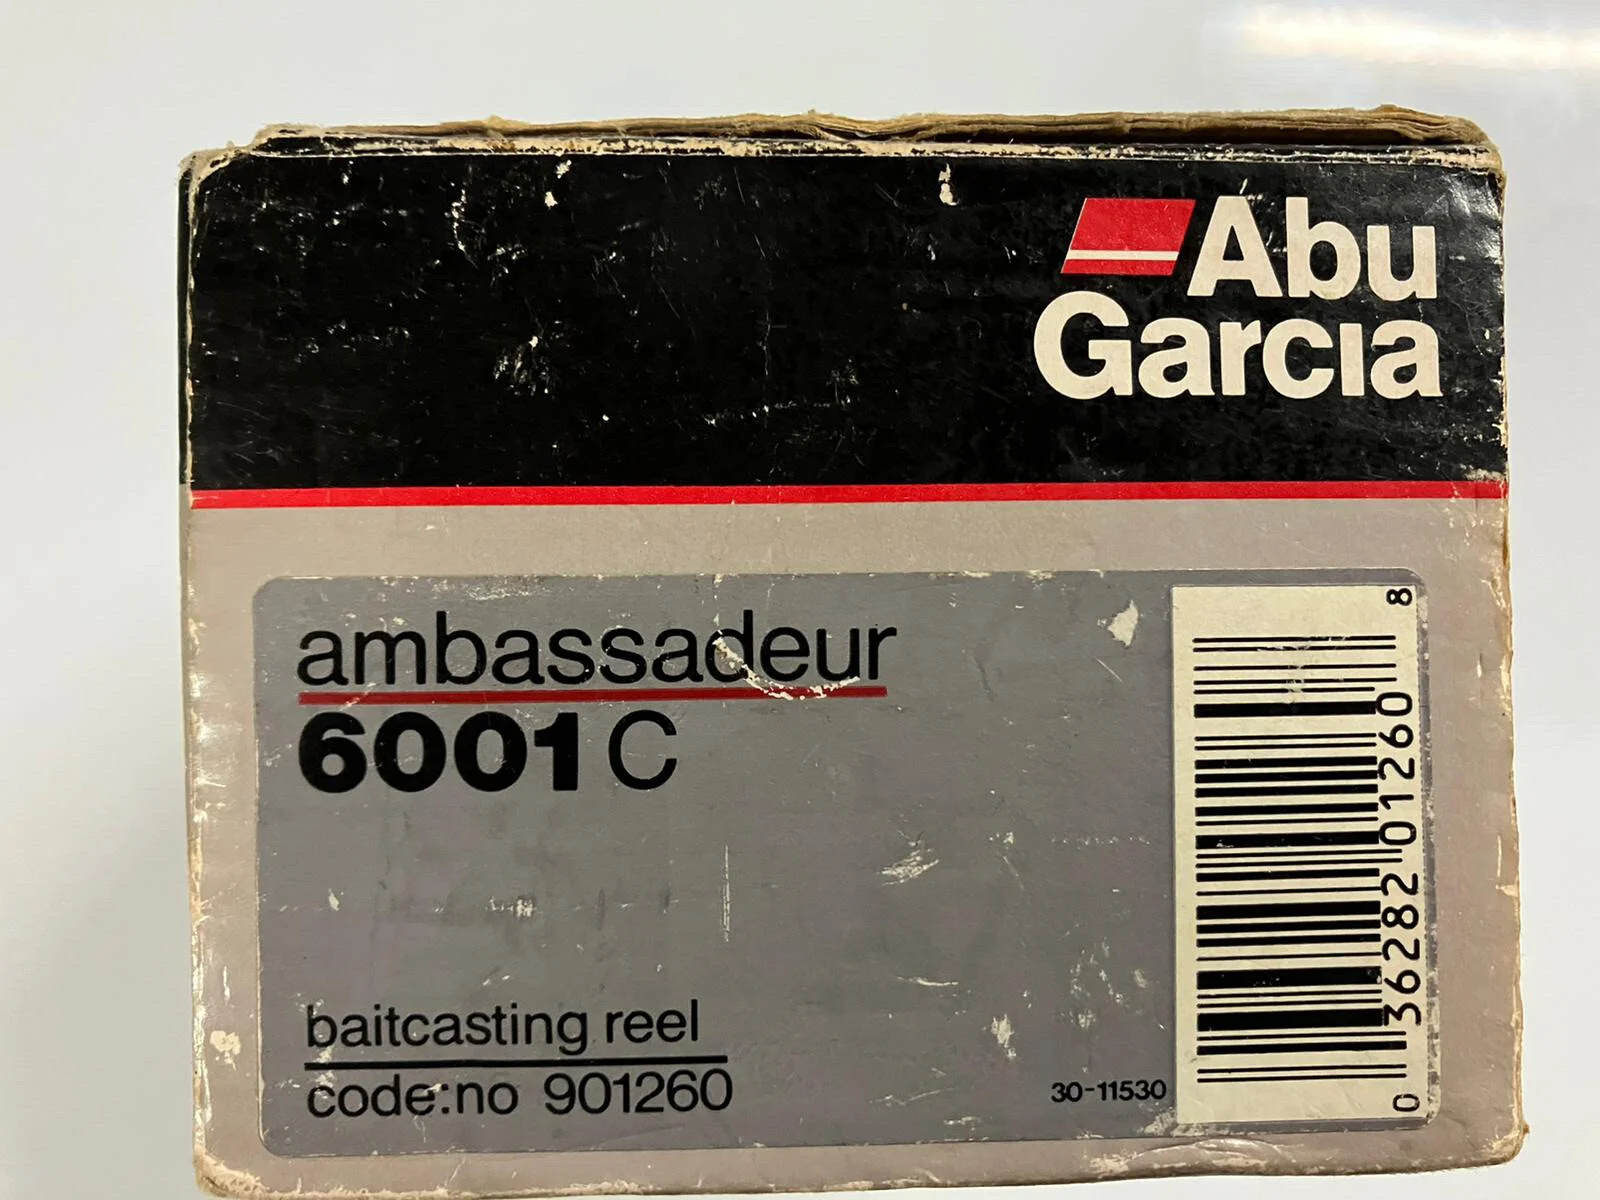 Abu
Garcia
ambassadeur
6001 C
baitcasting reel
code:no 901260
30-11530
0 36282 01260 8